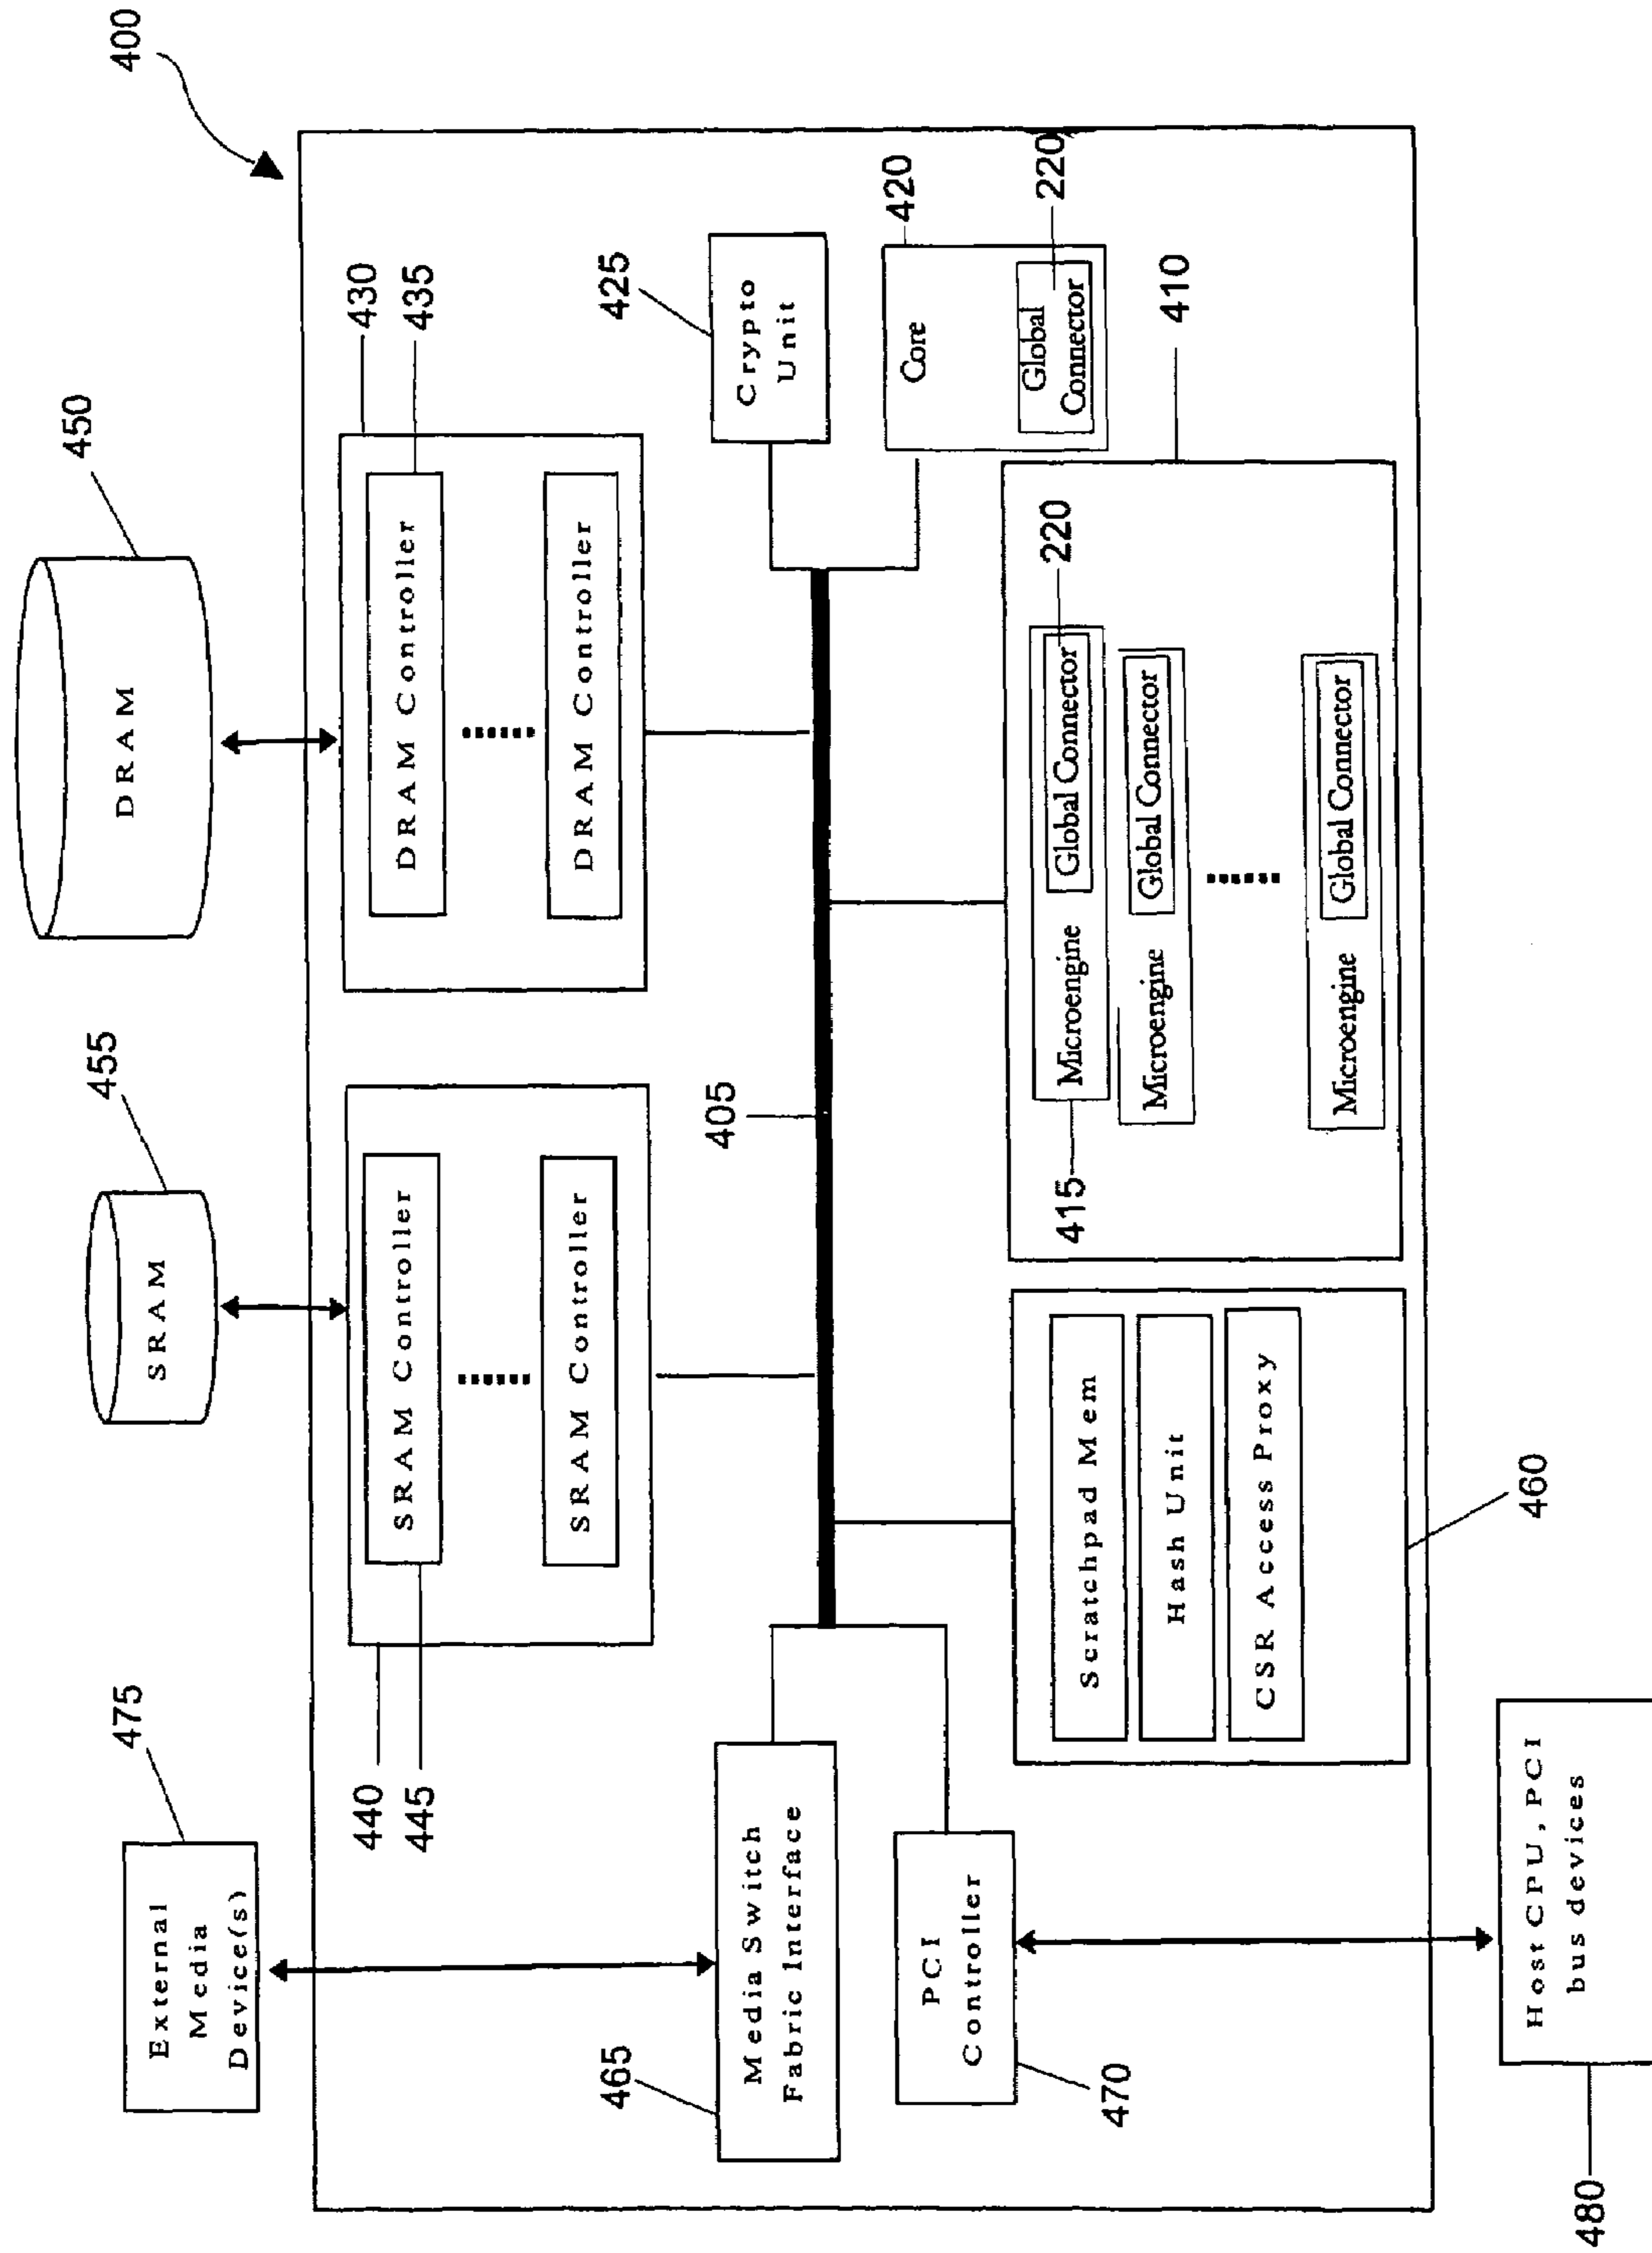 400
450
DRAM
455
SRAM
475
External
Media
Device(s)
430
435
DRAM Controller
DRAM Controller
440
445
SRAM Controller
SRAM Controller
425
Crypto
Unit
405
465
Media Switch
Fabric Interface
420
Core
220
Global
Connector
470
PCI
Controller
410
415
220
Microengine
Global Connector
Microengine
Global Connector
Microengine
Global Connector
Scratchpad Mem
Hash Unit
CSR Access Proxy
460
480
Host CPU, PCI
bus devices